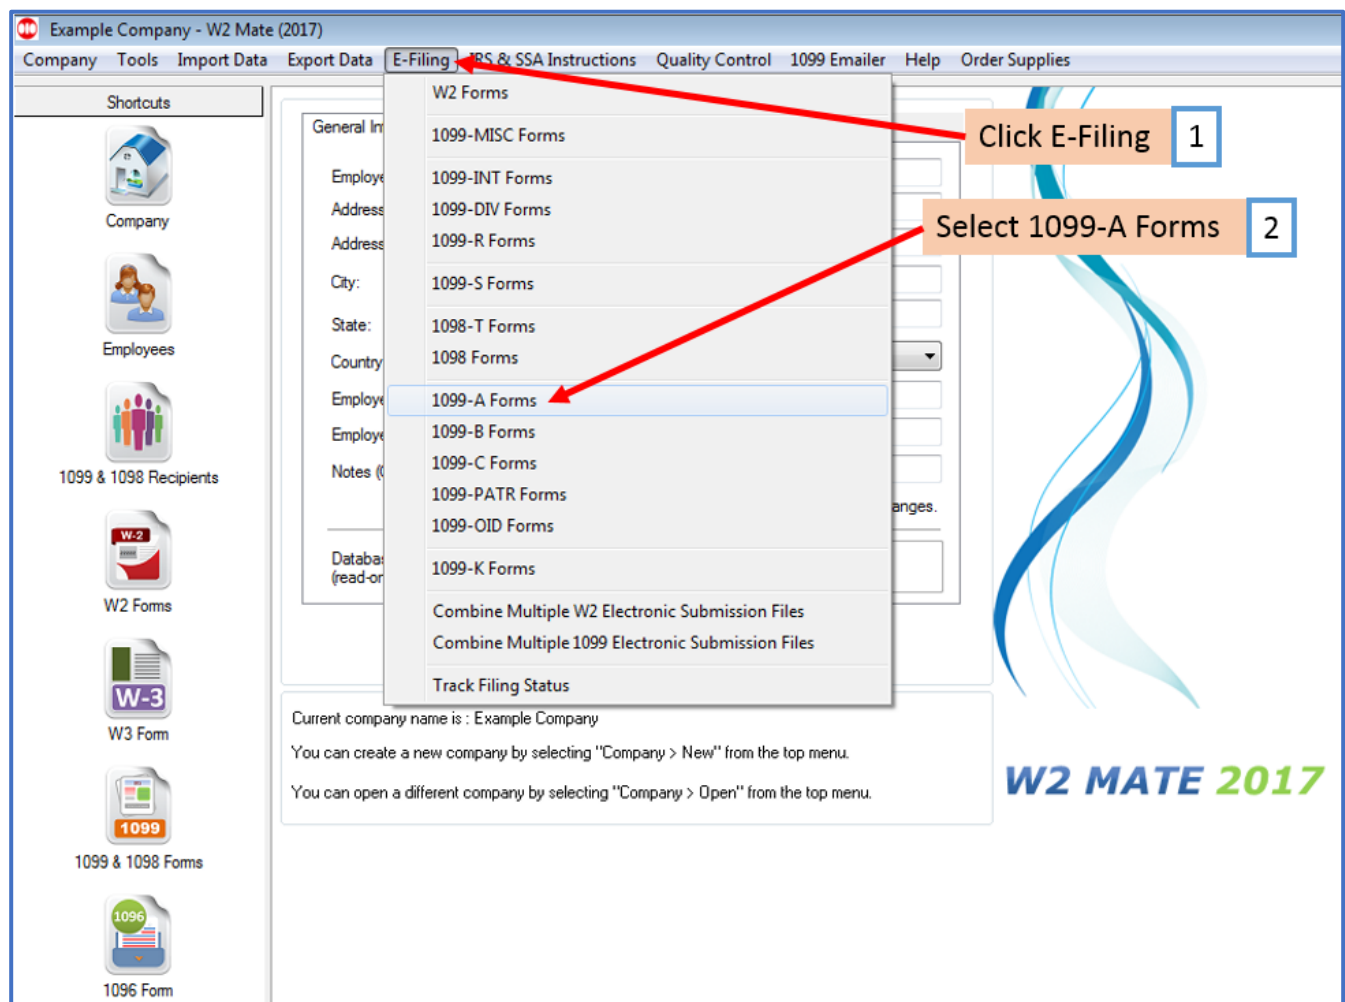 Example Company - W2 Mate (2017)
Company Tools Import Data Export Data E-Filing IRS & SSA Instructions Quality Control 1099 Emailer Help Order Supplies
Shortcuts
Company
Employees
1099 & 1098 Recipients
W-2
W2 Forms
W-3
W3 Form
1099
1099 & 1098 Forms
1096
1096 Form
W2 Forms
1099-MISC Forms
1099-INT Forms
1099-DIV Forms
1099-R Forms
1099-S Forms
1098-T Forms
1098 Forms
1099-A Forms
1099-B Forms
1099-C Forms
1099-PATR Forms
1099-OID Forms
1099-K Forms
Combine Multiple W2 Electronic Submission Files
Combine Multiple 1099 Electronic Submission Files
Track Filing Status
General In
Employe
Address
Address
City:
State:
Country
Employe
Employe
Notes (
anges.
Databa
(read-or
Click E-Filing 1
Select 1099-A Forms 2
Current company name is : Example Company
You can create a new company by selecting "Company > New" from the top menu.
You can open a different company by selecting "Company > Open" from the top menu.
W2 MATE 2017